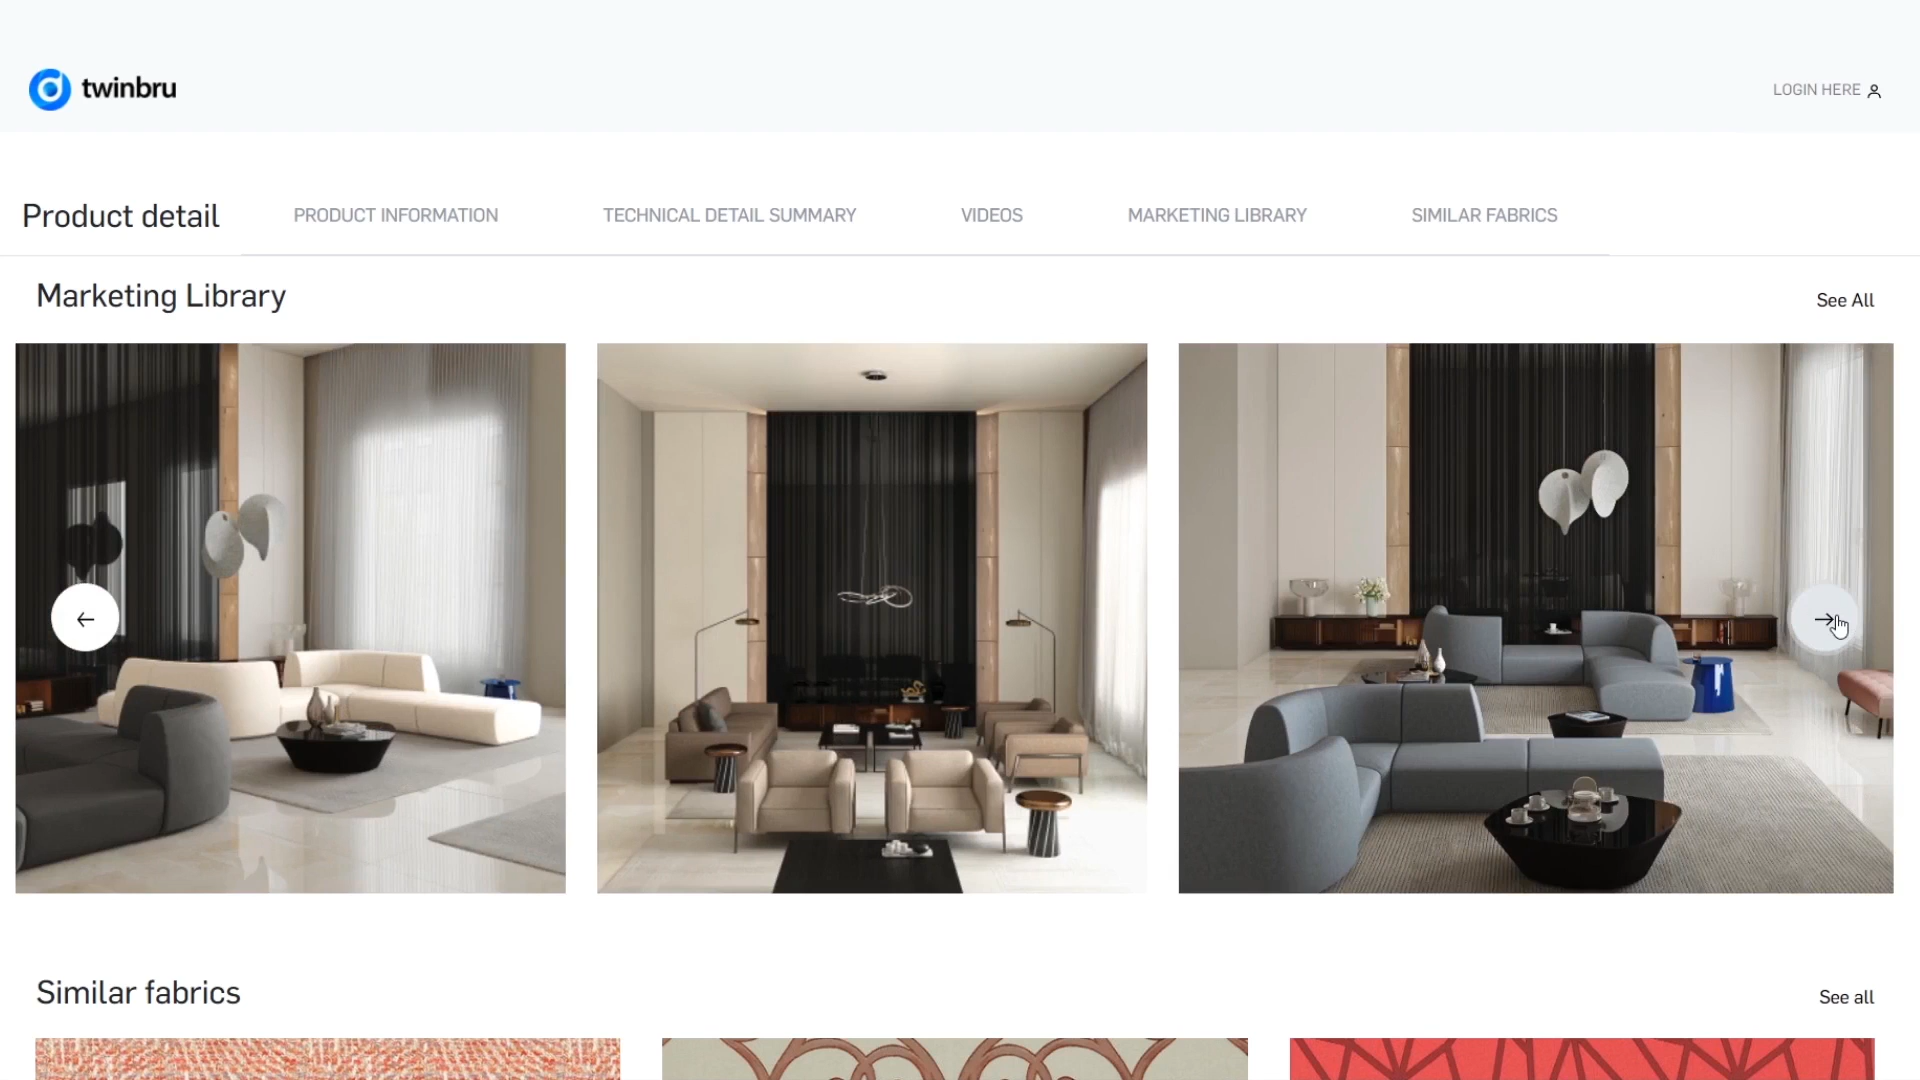 twinbru
LOGIN HERE
Product detail
PRODUCT INFORMATION
TECHNICAL DETAIL SUMMARY
VIDEOS
MARKETING LIBRARY
SIMILAR FABRICS
Marketing Library
See All
Similar fabrics
See all